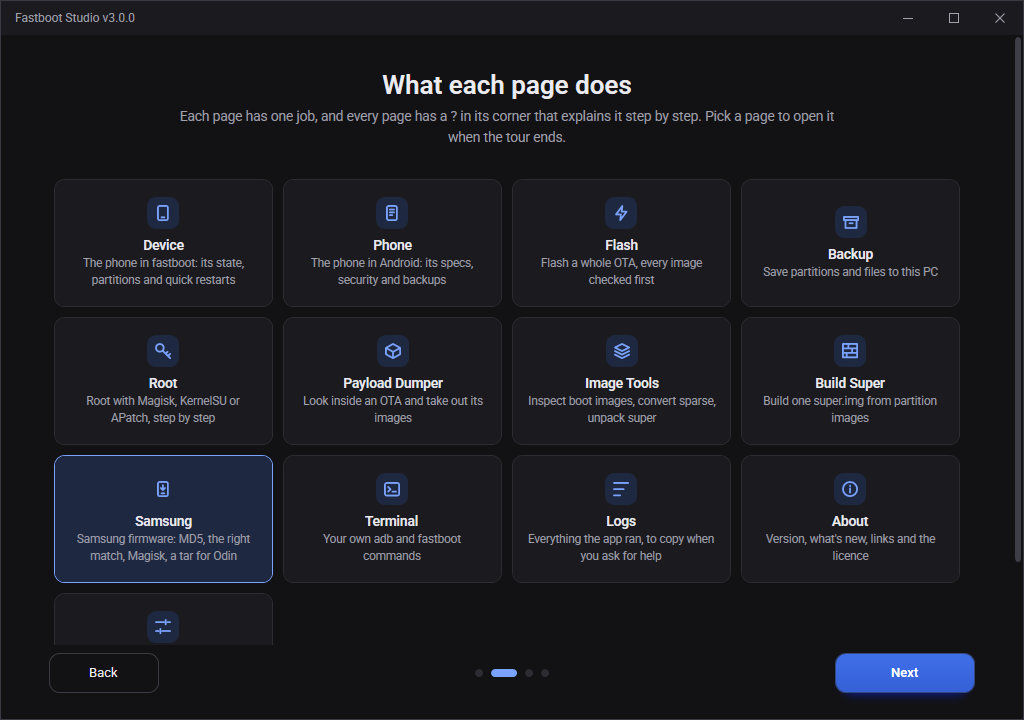 Fastboot Studio v3.0.0
What each page does
Each page has one job, and every page has a ? in its corner that explains it step by step. Pick a page to open it
when the tour ends.
Device
The phone in fastboot: its state,
partitions and quick restarts
Phone
The phone in Android: its specs,
security and backups
Flash
Flash a whole OTA, every image
checked first
Backup
Save partitions and files to this PC
Root
Root with Magisk, KernelSU or
APatch, step by step
Payload Dumper
Look inside an OTA and take out its
images
Image Tools
Inspect boot images, convert sparse,
unpack super
Build Super
Build one super.img from partition
images
Samsung
Samsung firmware: MD5, the right
match, Magisk, a tar for Odin
Terminal
Your own adb and fastboot
commands
Logs
Everything the app ran, to copy when
you ask for help
About
Version, what's new, links and the
licence
Back
Next